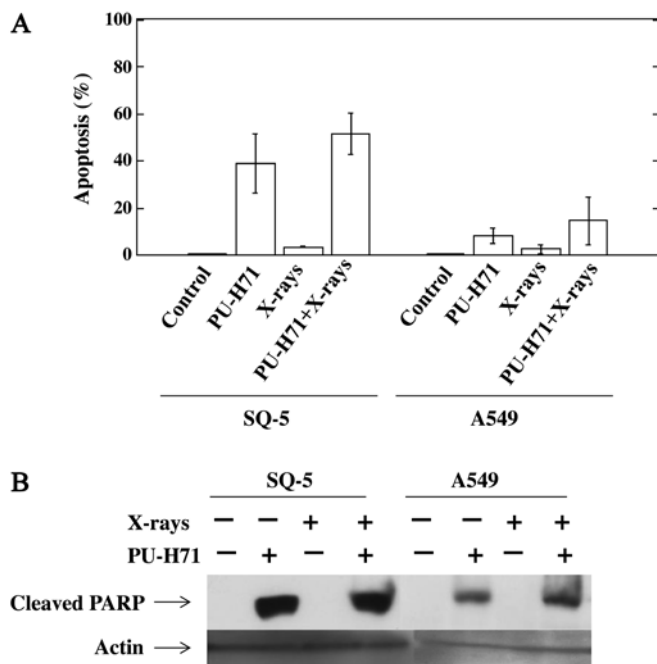 A
Apoptosis (%)
100
80
60
40
20
0
Control
PU-H71
X-rays
PU-H71+X-rays
Control
PU-H71
X-rays
PU-H71+X-rays
SQ-5
A549
B
SQ-5 A549
X-rays − − + + − − + +
PU-H71 − + − + − + − +
Cleaved PARP →
Actin →